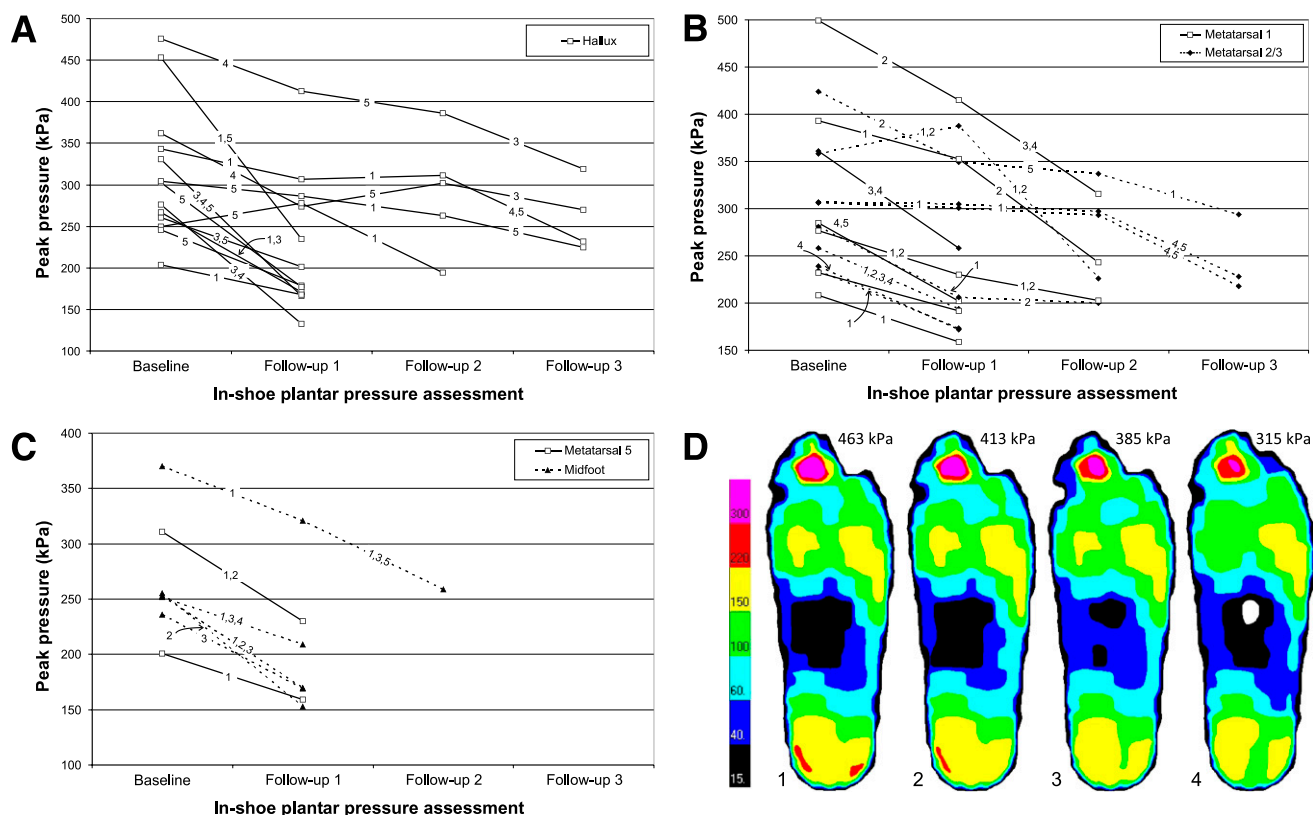 A
Peak pressure (kPa)
500
450
400
350
300
250
200
150
100
Hallux
4
5
3
1,5
1
1
4
3
5
1
4,5
5
5
5
3,4,5
1,3
1
3,5
5
3,4
1
Baseline
Follow-up 1
Follow-up 2
Follow-up 3
In-shoe plantar pressure assessment
B
Peak pressure (kPa)
500
450
400
350
300
250
200
150
Metatarsal 1
Metatarsal 2/3
2
2
1,2
1
3,4
5
3,4
2
1,2
1
1
1
4,5
4,5
4,5
1,2
4
1,2,3,4
1
1,2
2
1
1
Baseline
Follow-up 1
Follow-up 2
Follow-up 3
In-shoe plantar pressure assessment
C
Peak pressure (kPa)
400
350
300
250
200
150
100
Metatarsal 5
Midfoot
1
1,2
1,3,5
1,3,4
2
3
1,2,3
1
Baseline
Follow-up 1
Follow-up 2
Follow-up 3
In-shoe plantar pressure assessment
D
463 kPa
413 kPa
385 kPa
315 kPa
300
220
150
100
60.
40.
15.
1
2
3
4